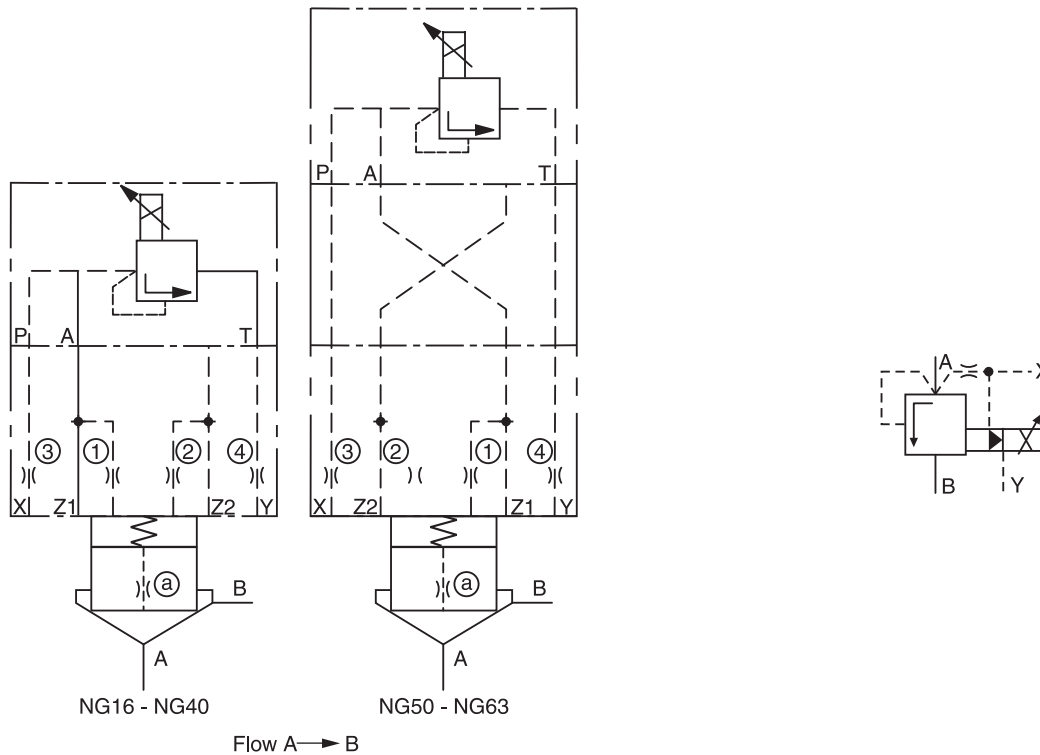 P A T
P A T
③ ① ② ④
③ ② ① ④
X Z1 Z2 Y
X Z2 Z1 Y
ⓐ
B
A
ⓐ
B
A
NG16 - NG40
NG50 - NG63
Flow A → B
A
X
B
Y